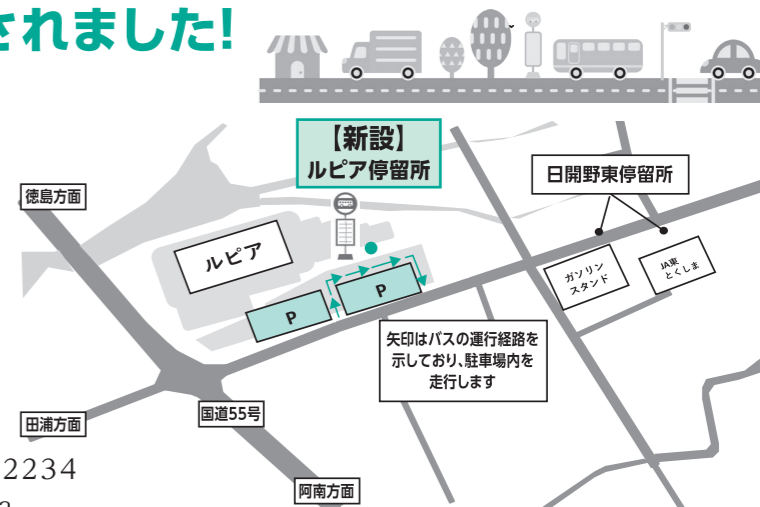 されました!
【新設】
ルピア停留所
日開野東停留所
徳島方面
ルピア
ガソリン
スタンド
JA東
とくしま
P
P
矢印はバスの運行経路を
示しており、駐車場内を
走行します
国道55号
田浦方面
2234
阿南方面